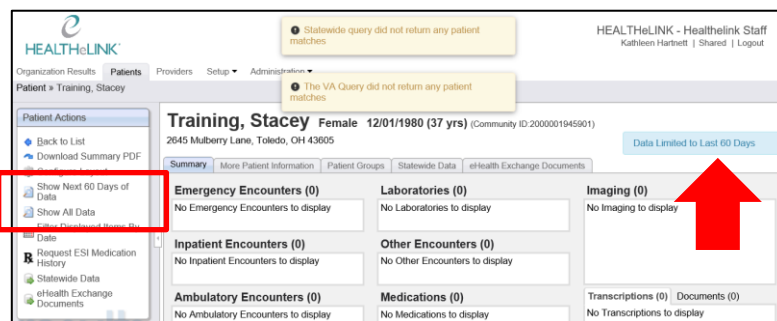 HEALTHeLINK
Statewide query did not return any patient
matches
HEALTHeLINK - Healthelink Staff
Kathleen Hartnett | Shared | Logout
Organization Results Patients Providers Setup Administration
The VA Query did not return any patient
matches
Patient » Training, Stacey
Patient Actions
Back to List
Download Summary PDF
Show Next 60 Days of
Data
Show All Data
Filter Displayed Items By
Date
Request ESI Medication
History
Statewide Data
eHealth Exchange
Documents
Training, Stacey Female 12/01/1980 (37 yrs) (Community ID:2000001945901)
2645 Mulberry Lane, Toledo, OH 43605
Data Limited to Last 60 Days
Summary More Patient Information Patient Groups Statewide Data eHealth Exchange Documents
Emergency Encounters (0)
No Emergency Encounters to display
Laboratories (0)
No Laboratories to display
Imaging (0)
No Imaging to display
Inpatient Encounters (0)
No Inpatient Encounters to display
Other Encounters (0)
No Other Encounters to display
Ambulatory Encounters (0)
No Ambulatory Encounters to display
Medications (0)
No Medications to display
Transcriptions (0) Documents (0)
No Transcriptions to display